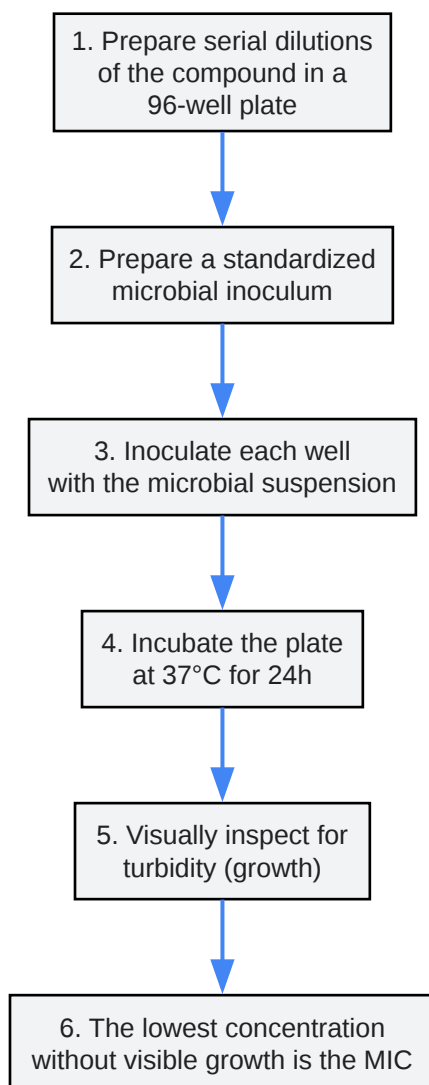 1. Prepare serial dilutions
of the compound in a
96-well plate
2. Prepare a standardized
microbial inoculum
3. Inoculate each well
with the microbial suspension
4. Incubate the plate
at 37°C for 24h
5. Visually inspect for
turbidity (growth)
6. The lowest concentration
without visible growth is the MIC